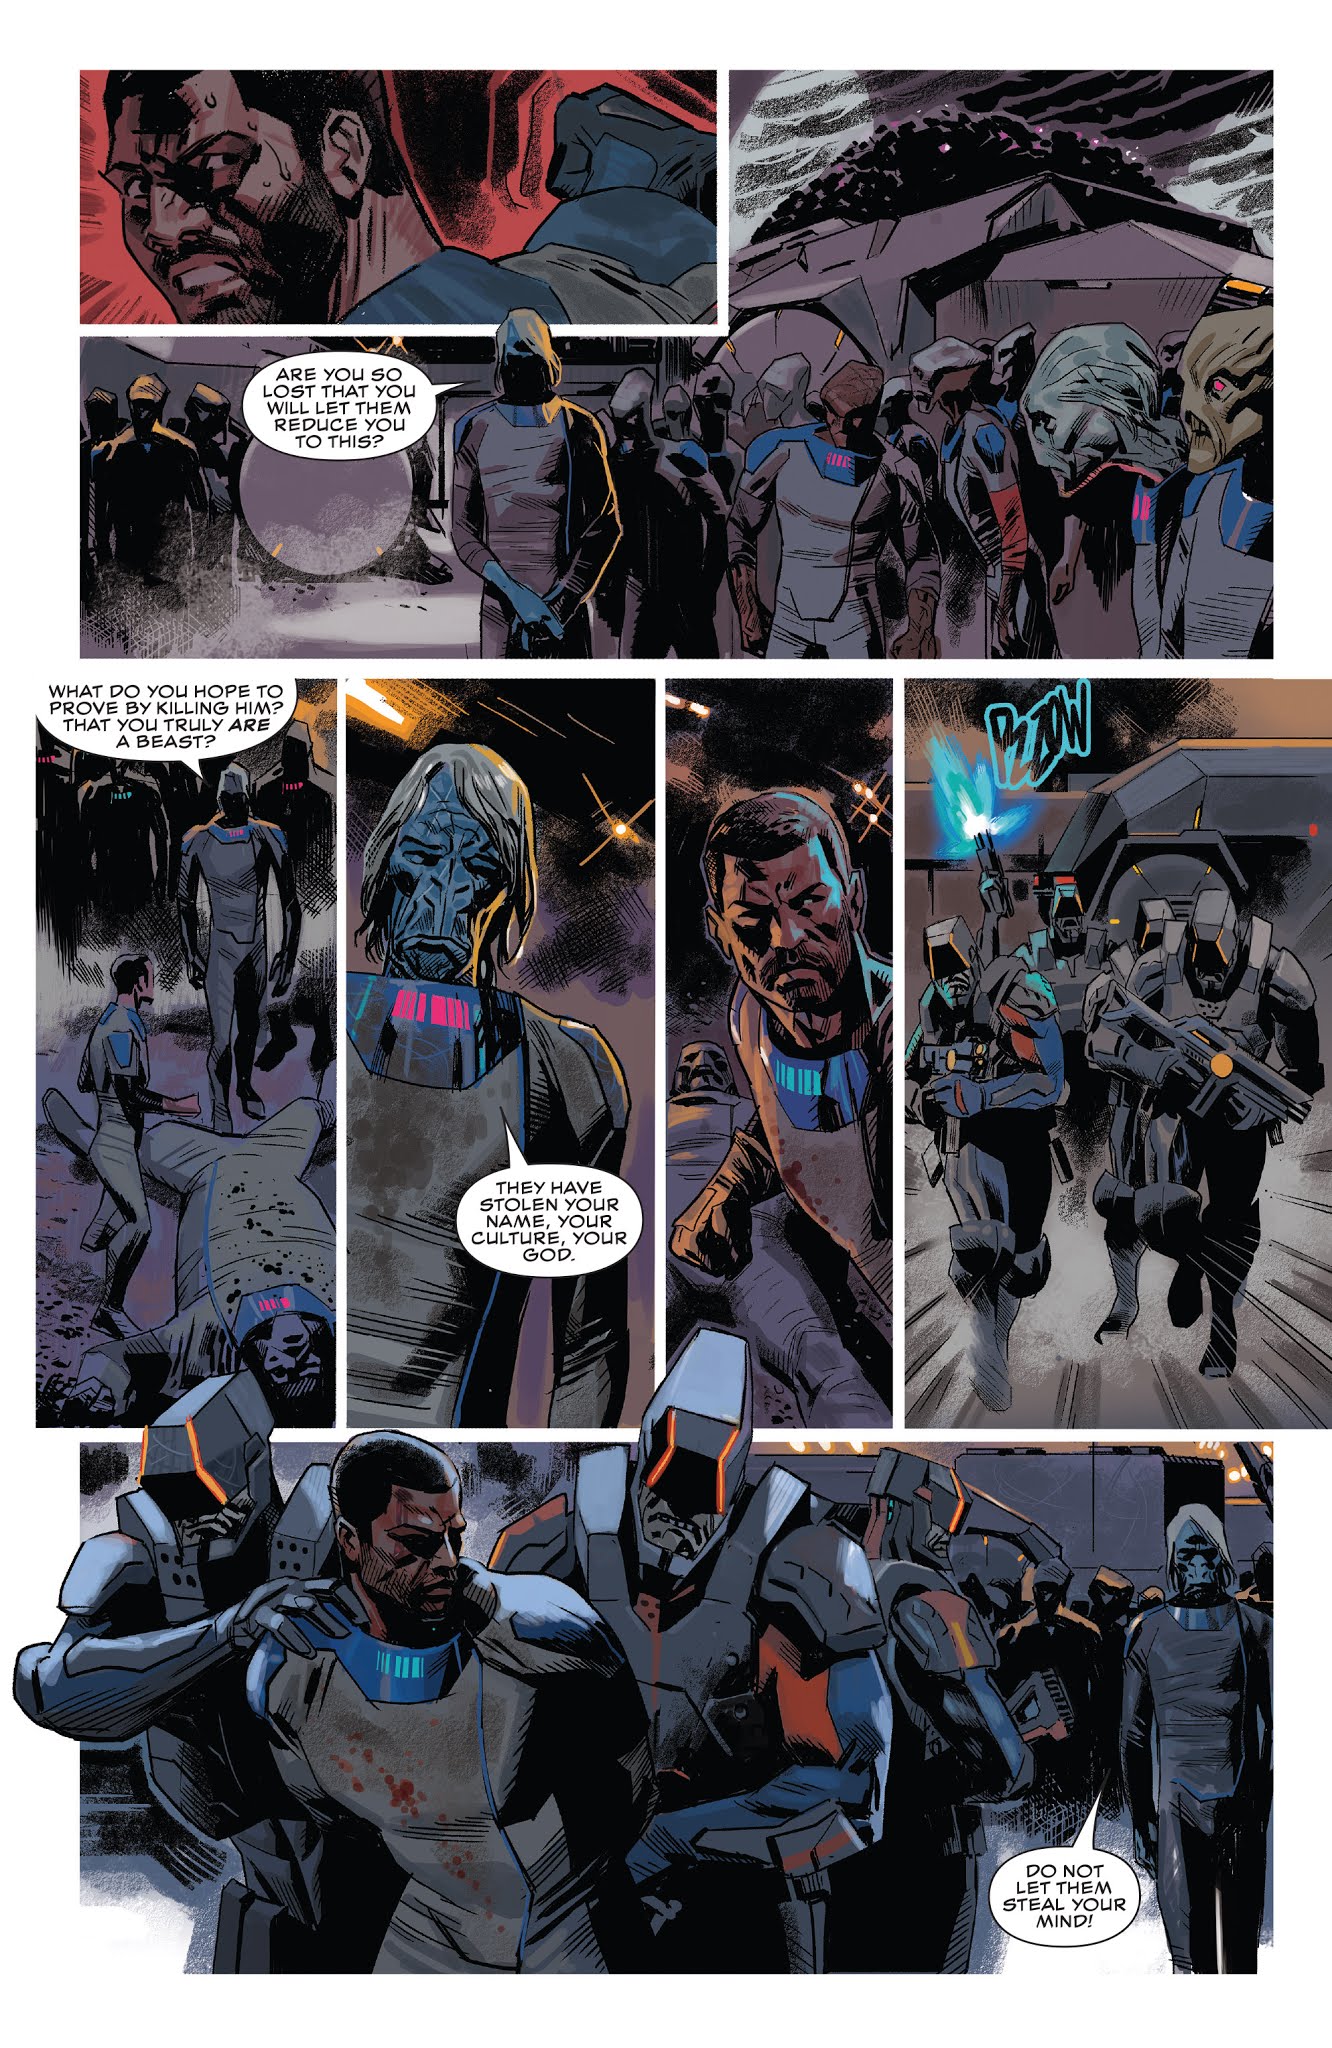 ARE YOU SO
LOST THAT YOU
WILL LET THEM
REDUCE YOU
TO THIS?
WHAT DO YOU HOPE TO
PROVE BY KILLING HIM?
THAT YOU TRULY ARE
A BEAST?
THEY HAVE
STOLEN YOUR
NAME, YOUR
CULTURE, YOUR
GOD.
PZZOW
DO NOT
LET THEM
STEAL YOUR
MIND!